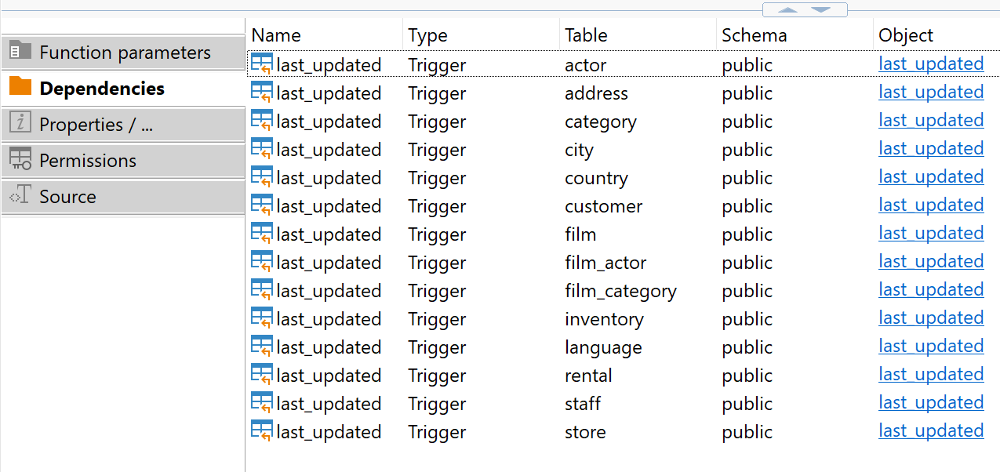 Name Type Table Schema Object
Function parameters
Dependencies
Properties / ...
Permissions
Source
last_updated Trigger actor public last_updated
last_updated Trigger address public last_updated
last_updated Trigger category public last_updated
last_updated Trigger city public last_updated
last_updated Trigger country public last_updated
last_updated Trigger customer public last_updated
last_updated Trigger film public last_updated
last_updated Trigger film_actor public last_updated
last_updated Trigger film_category public last_updated
last_updated Trigger inventory public last_updated
last_updated Trigger language public last_updated
last_updated Trigger rental public last_updated
last_updated Trigger staff public last_updated
last_updated Trigger store public last_updated